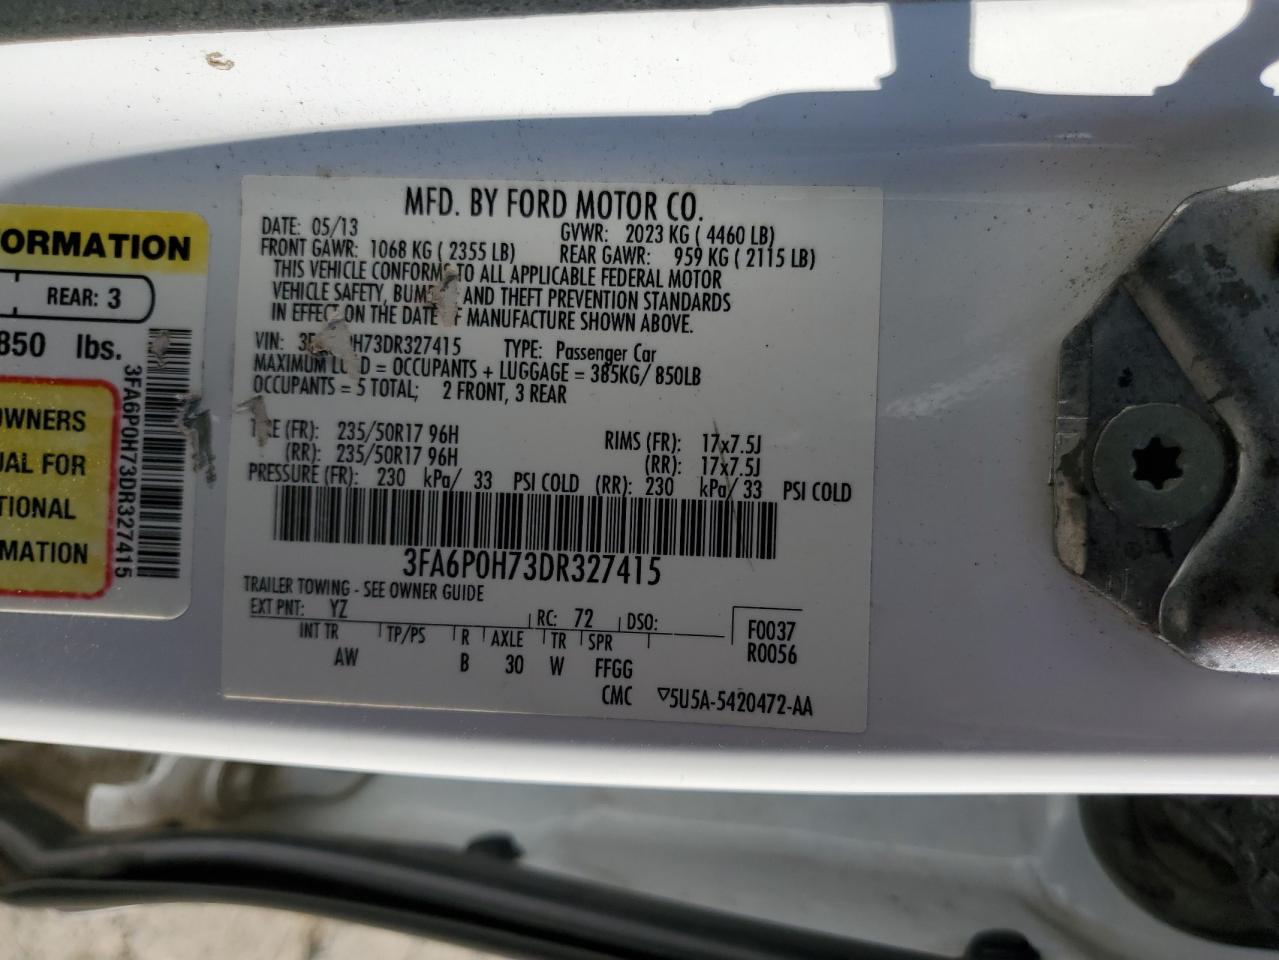 MFD. BY FORD MOTOR CO.
DATE: 05/13 GVWR: 2023 KG ( 4460 LB)
FRONT GAWR: 1068 KG ( 2355 LB) REAR GAWR: 959 KG ( 2115 LB)
THIS VEHICLE CONFORMS TO ALL APPLICABLE FEDERAL MOTOR
VEHICLE SAFETY, AND THEFT PREVENTION STANDARDS
IN EFFECT ON THE DATE MANUFACTURE SHOWN ABOVE.
VIN: H73DR327415 TYPE: Passenger Car
MAXIMUM = OCCUPANTS + LUGGAGE = 385KG/ 850LB
OCCUPANTS = 5 TOTAL; 2 FRONT, 3 REAR
(FR): 235/50R17 96H RIMS (FR): 17x7.5J
(RR): 235/50R17 96H (RR): 17x7.5J
PRESSURE (FR): 230 kPa/ 33 PSI COLD (RR): 230 kPa/ 33 PSI COLD
3FA6P0H73DR327415
TRAILER TOWING - SEE OWNER GUIDE
EXT PNT: YZ RC: 72 DSO: F0037
INT TR TP/PS R AXLE TR SPR R0056
AW B 30 W FFGG
CMC ▽5U5A-5420472-AA
FORMATION
REAR: 3
850 lbs.
OWNERS
UAL FOR
TIONAL
MATION
3FA6P0H73DR327415